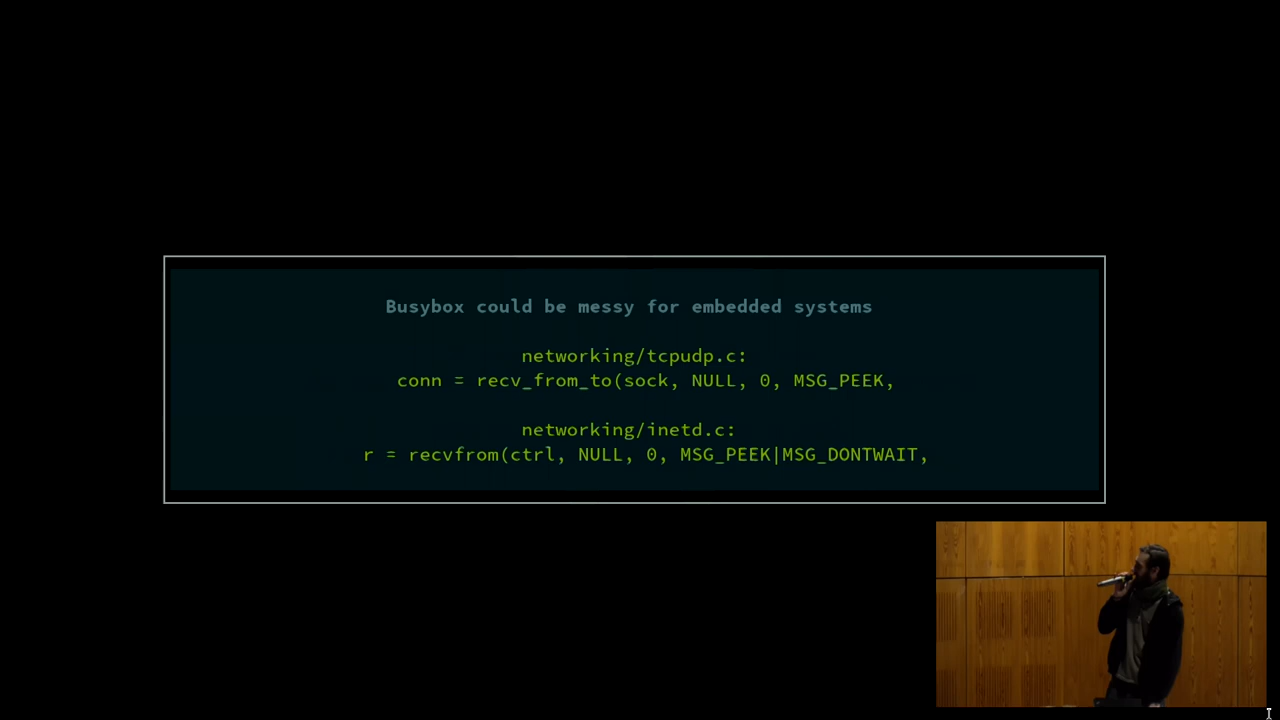 Busybox could be messy for embedded systems
networking/tcpudp.c:
conn = recv_from_to(sock, NULL, 0, MSG_PEEK,
networking/inetd.c:
r = recvfrom(ctrl, NULL, 0, MSG_PEEK|MSG_DONTWAIT,